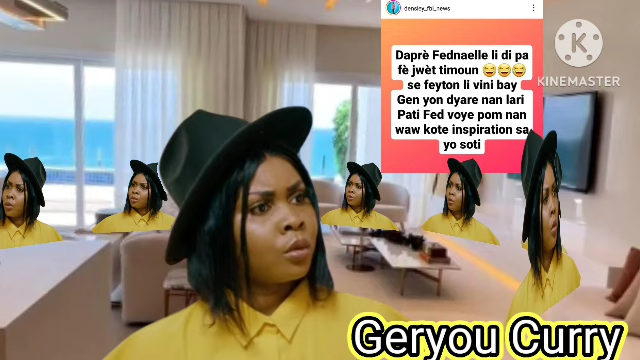 densley_fbi_news
Daprè Fednaelle li di pa
fè jwèt timoun 😂😂😂
se feyton li vini bay
Gen yon dyare nan lari
Pati Fed voye pom nan
waw kote inspiration sa
yo soti
KINEMASTER
Geryou Curry